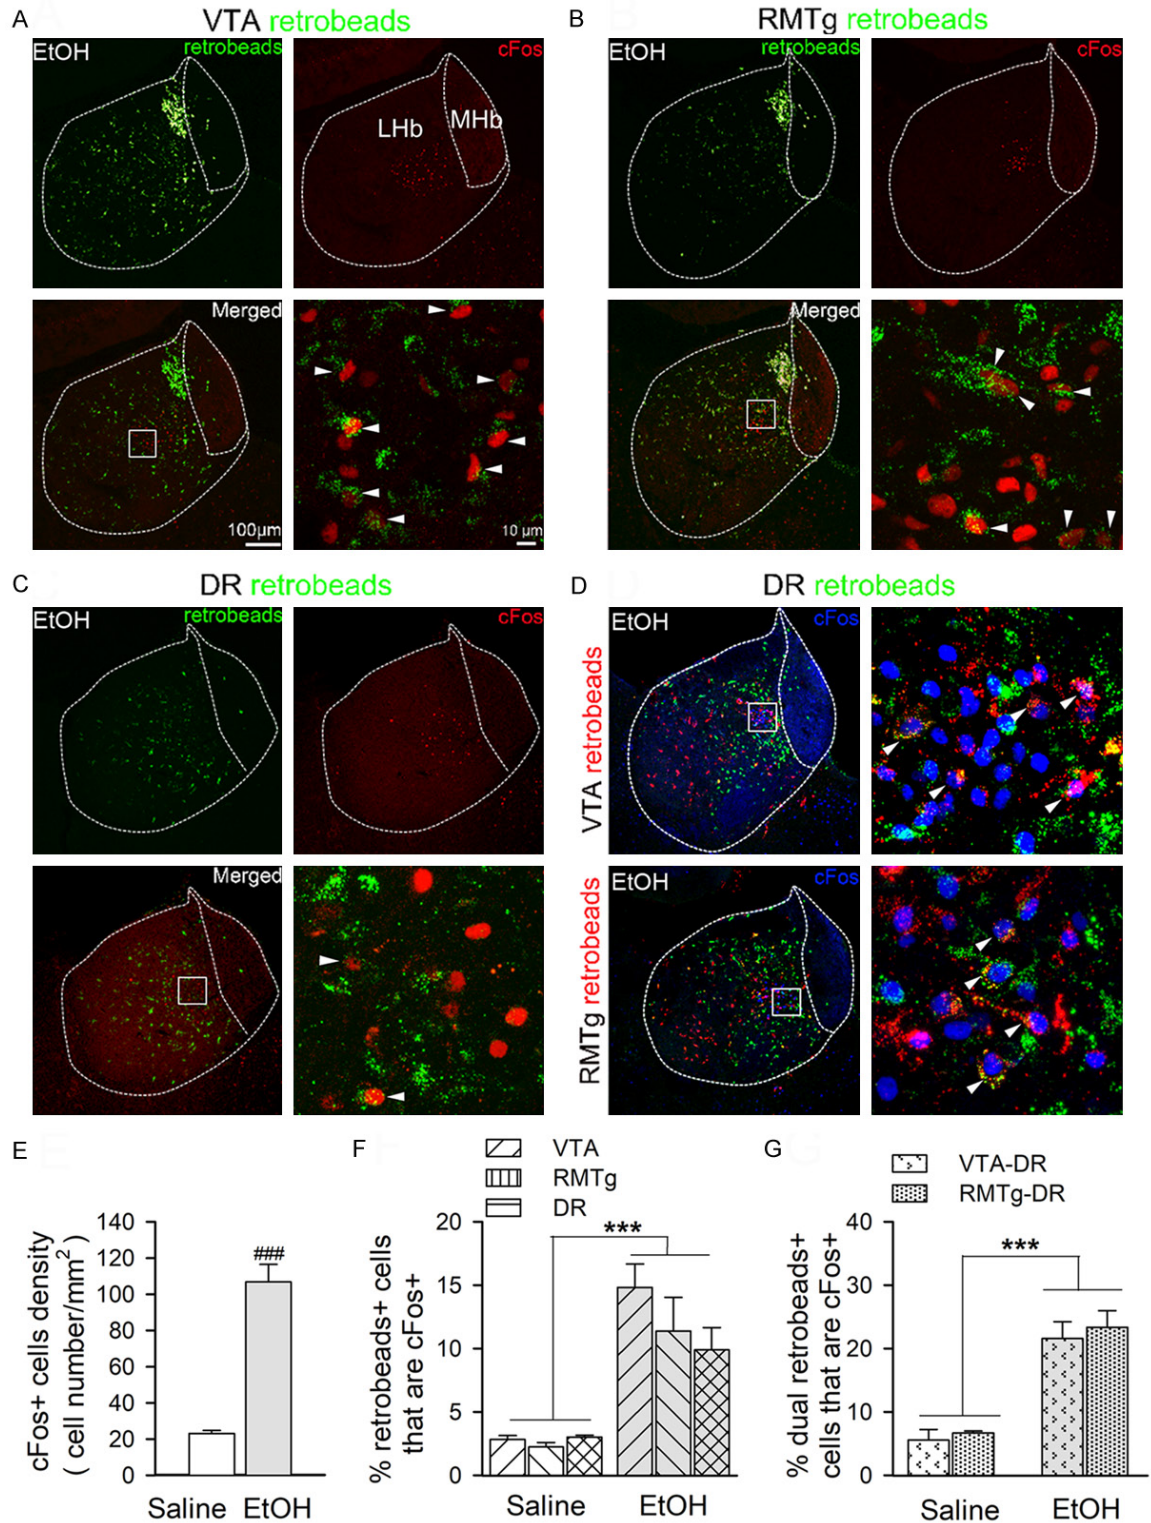 A
VTA retrobeads
EtOH
retrobeads
cFos
LHb
MHb
Merged
100µm
10 µm
B
RMTg retrobeads
EtOH
retrobeads
cFos
Merged
C
DR retrobeads
EtOH
retrobeads
cFos
Merged
D
DR retrobeads
VTA retrobeads
EtOH
cFos
RMTg retrobeads
EtOH
cFos
E
cFos+ cells density
( cell number/mm²)
140
120
100
80
60
40
20
0
###
Saline
EtOH
F
VTA
RMTg
DR
% retrobeads+ cells
that are cFos+
20
15
10
5
0
***
Saline
EtOH
G
VTA-DR
RMTg-DR
% dual retrobeads+
cells that are cFos+
40
30
20
10
0
***
Saline
EtOH